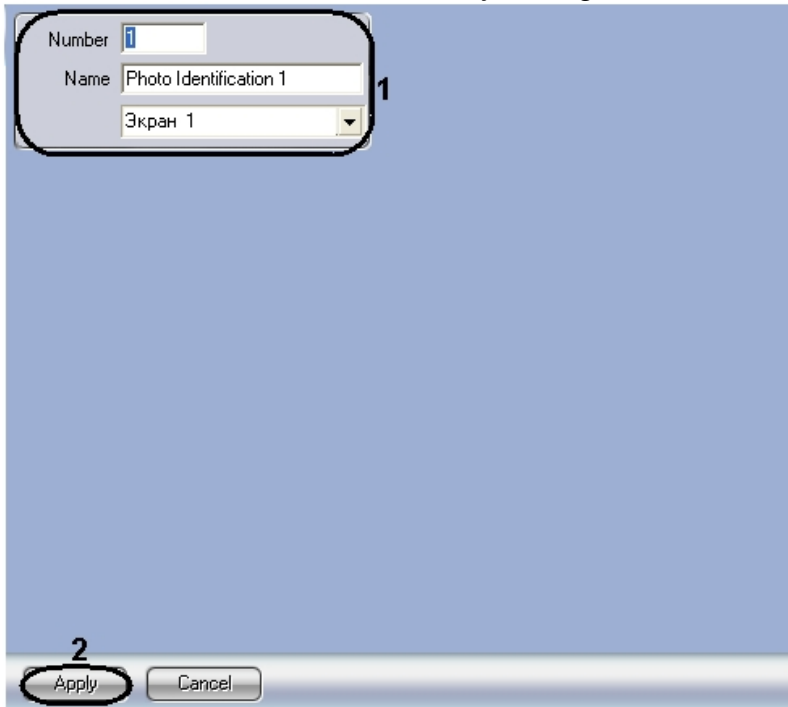 Number 1
Name Photo Identification 1
Экран 1
1
2
Apply Cancel